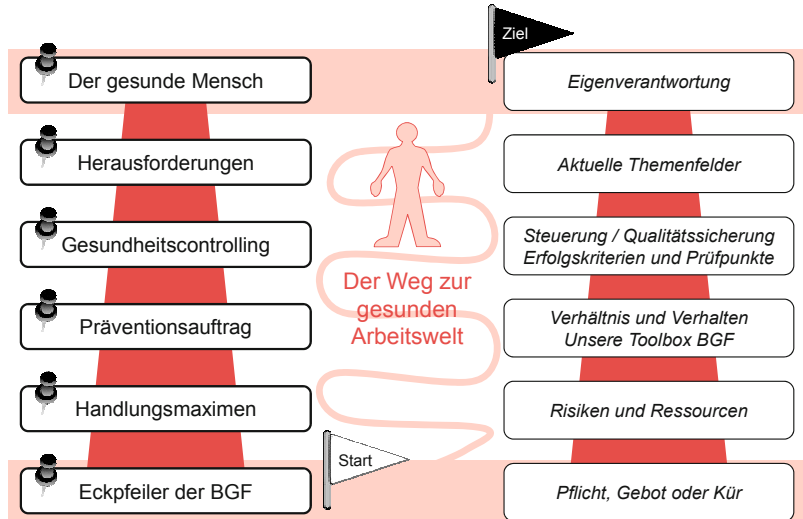 Ziel
Der gesunde Mensch
Eigenverantwortung
Herausforderungen
Aktuelle Themenfelder
Gesundheitscontrolling
Steuerung / Qualitätssicherung
Erfolgskriterien und Prüfpunkte
Der Weg zur
gesunden
Arbeitswelt
Präventionsauftrag
Verhältnis und Verhalten
Unsere Toolbox BGF
Handlungsmaximen
Risiken und Ressourcen
Start
Eckpfeiler der BGF
Pflicht, Gebot oder Kür